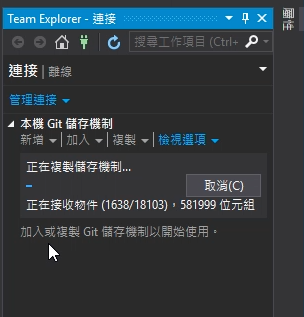 Team Explorer - 連接
搜尋工作項目 (Ctrl+
連接 | 離線
管理連接
本機 Git 儲存機制
新增 | 加入 | 複製 | 檢視選項
正在複製儲存機制...
取消(C)
正在接收物件 (1638/18103)，581999 位元組
加入或複製 Git 儲存機制以開始使用。
屬性